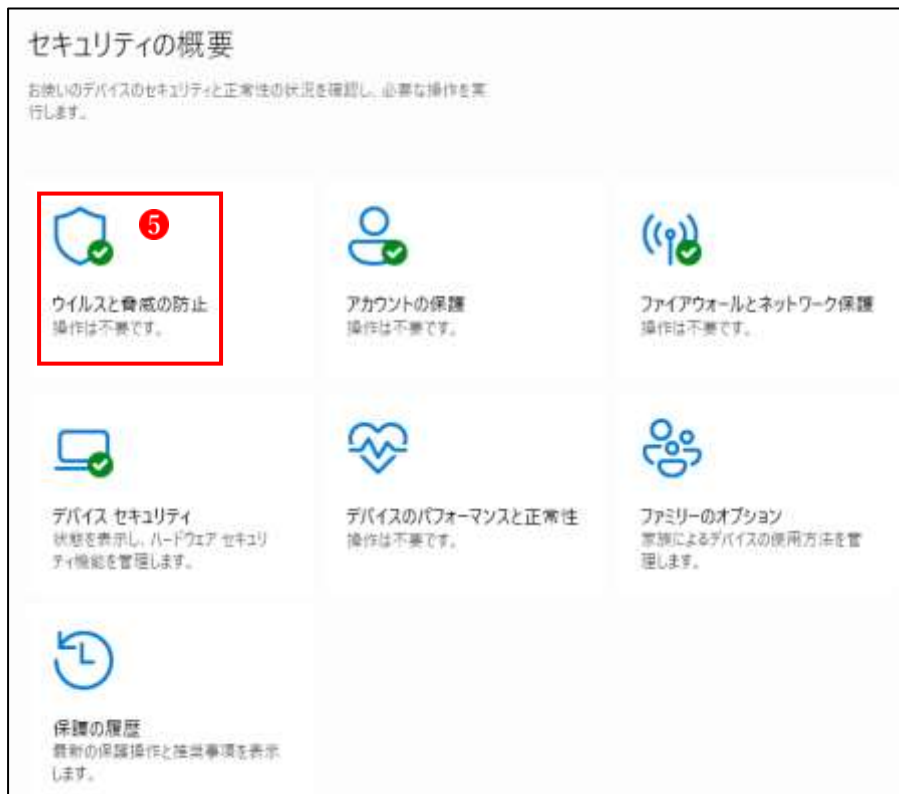 セキュリティの概要
お使いのデバイスのセキュリティと正常性の状況を確認し、必要な操作を実
行します。
5
ウイルスと脅威の防止
操作は不要です。
アカウントの保護
操作は不要です。
ファイアウォールとネットワーク保護
操作は不要です。
デバイス セキュリティ
状態を表示し、ハードウェア セキュリ
ティ機能を管理します。
デバイスのパフォーマンスと正常性
操作は不要です。
ファミリーのオプション
家族によるデバイスの使用方法を管
理します。
保護の履歴
最新の保護操作と推奨事項を表示
します。